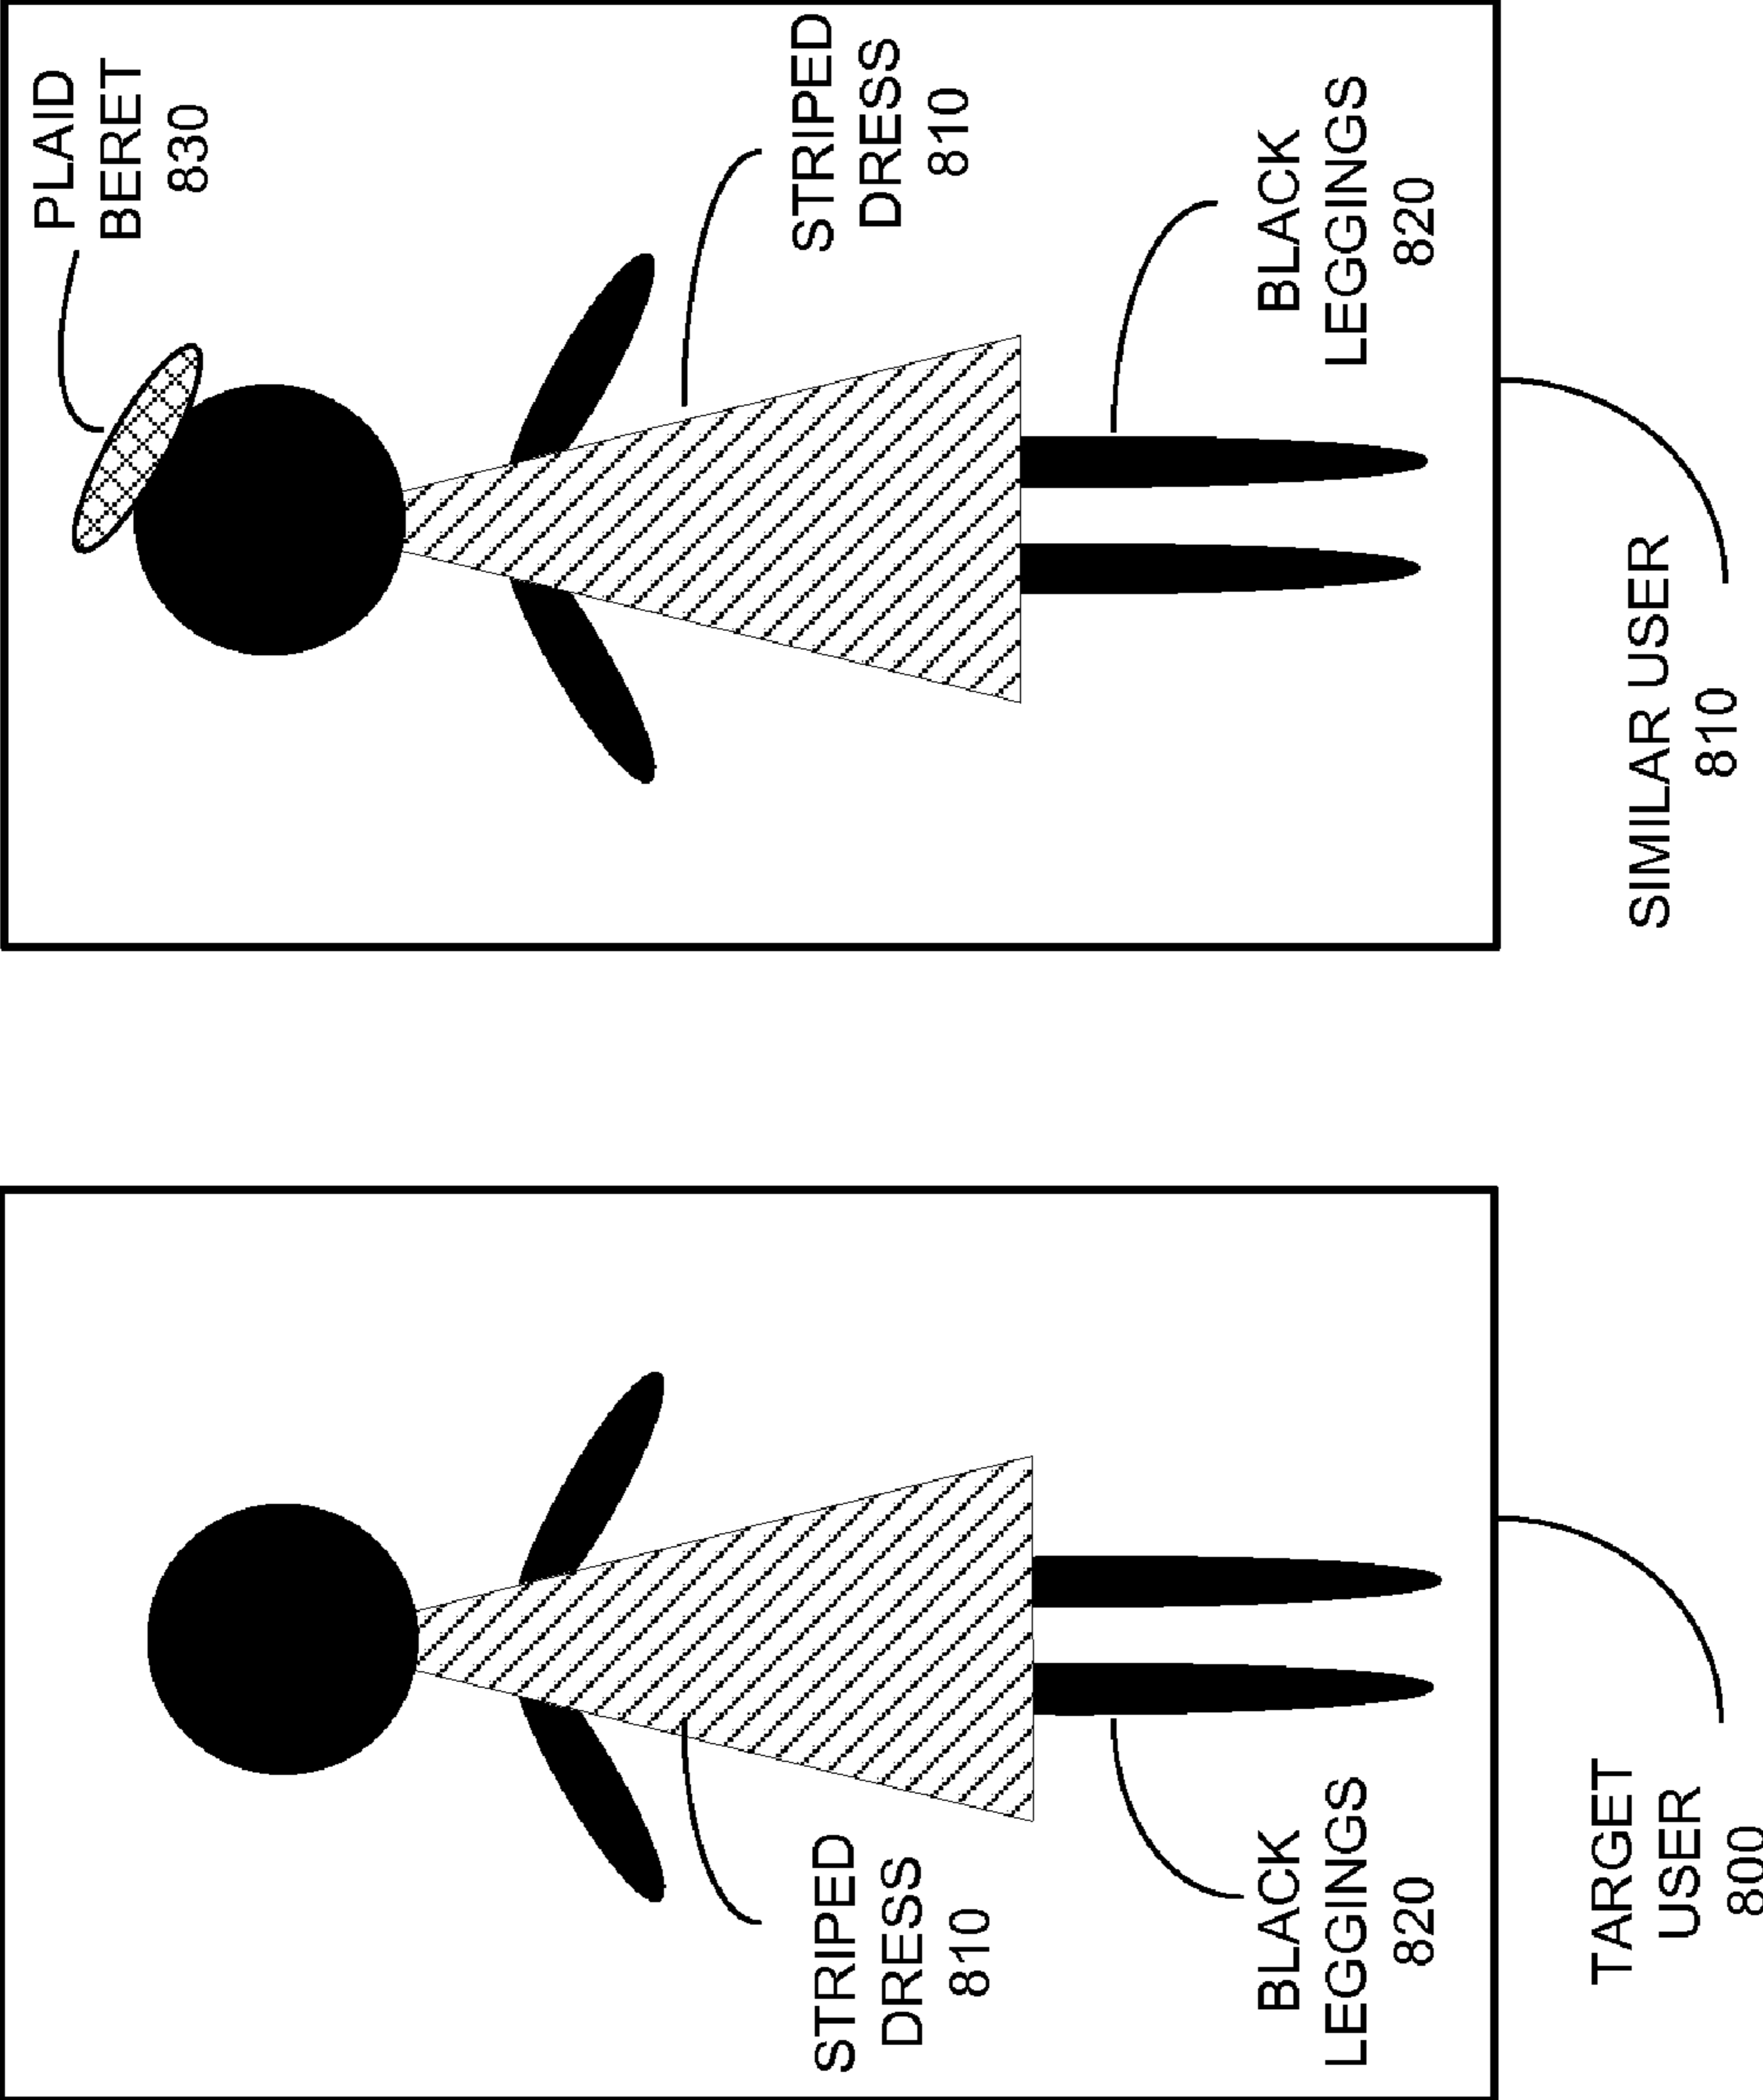 STRIPED
DRESS
810
BLACK
LEGGINGS
820
TARGET
USER
800
PLAID
BERET
830
STRIPED
DRESS
810
BLACK
LEGGINGS
820
SIMILAR USER
810